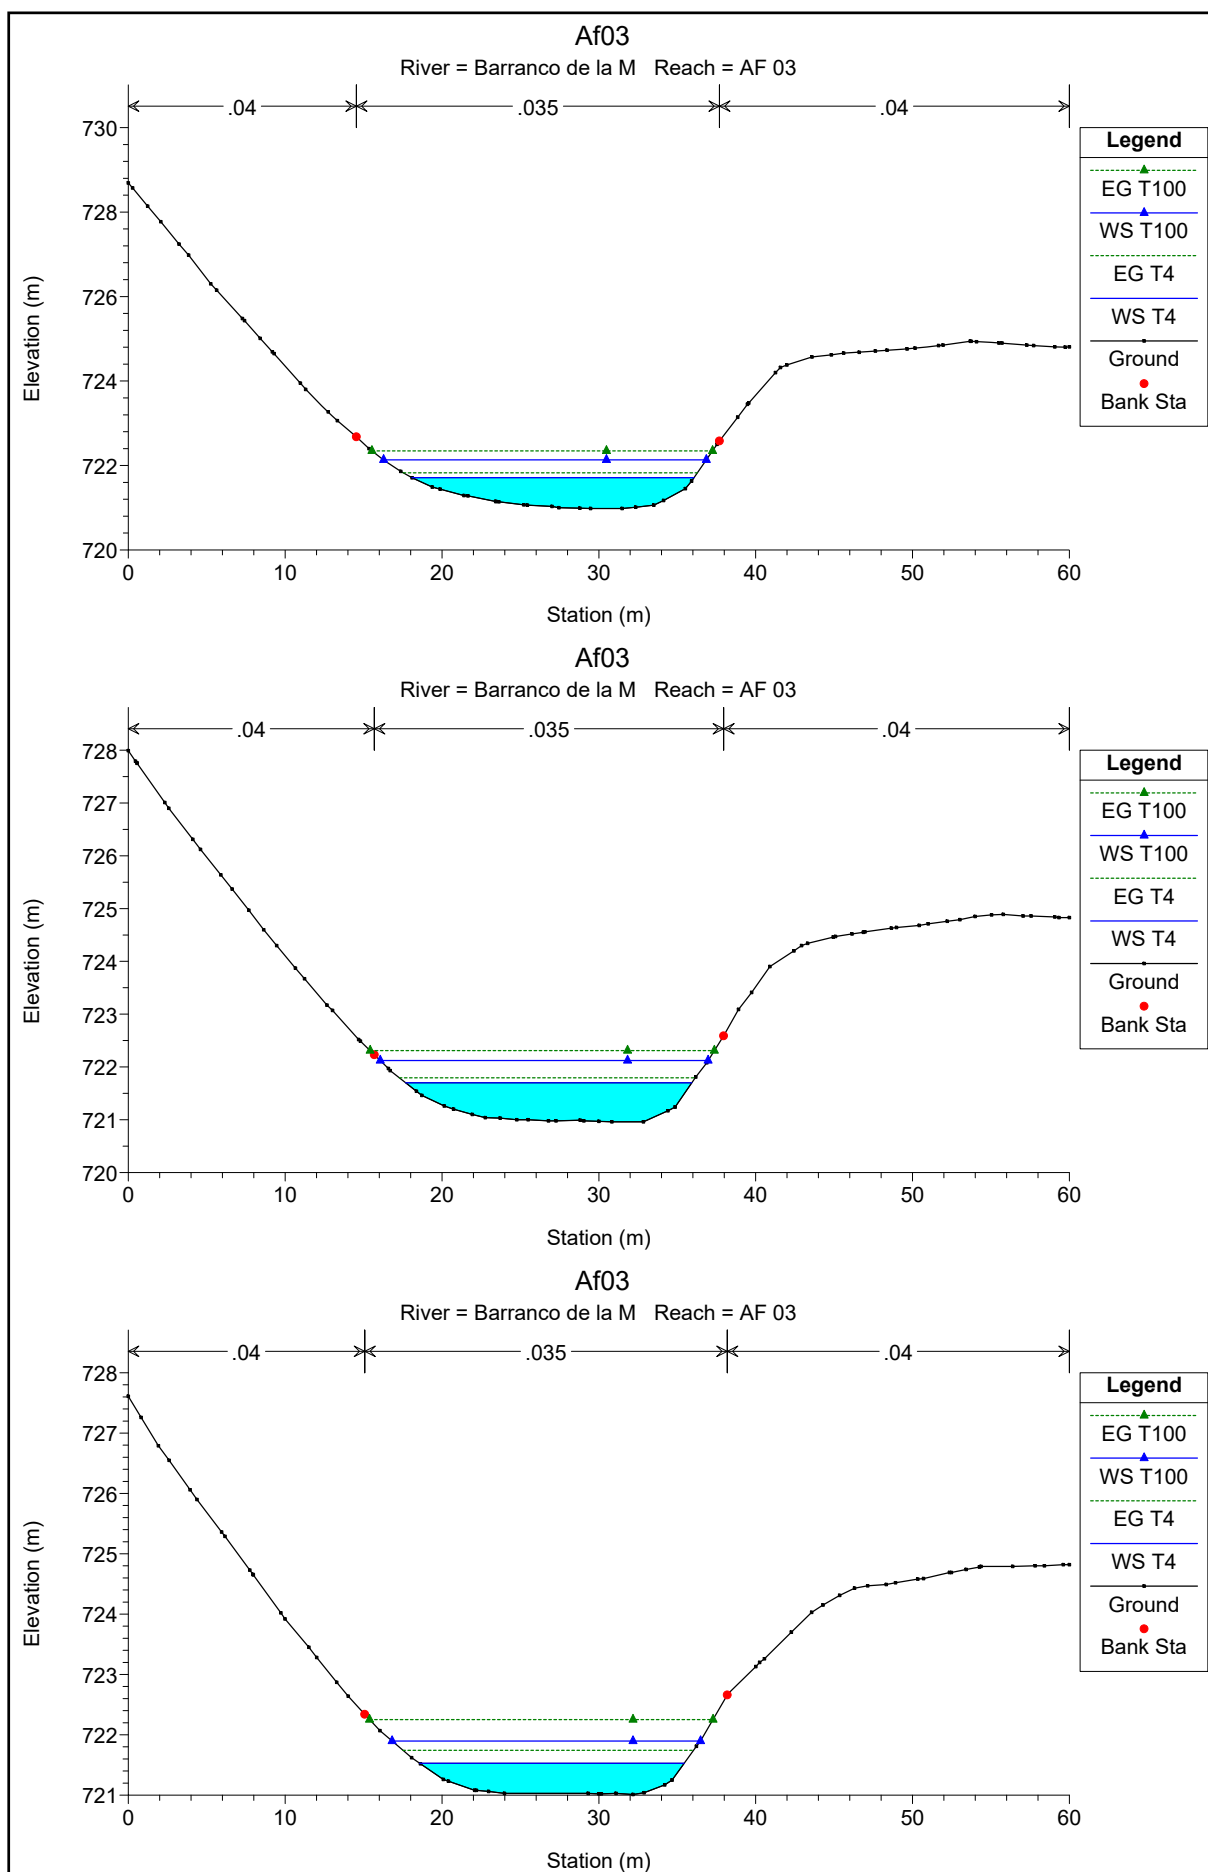 Af03
River = Barranco de la M   Reach = AF 03
.04
.035
.04
730
728
726
724
722
720
Elevation (m)
0
10
20
30
40
50
60
Station (m)
Legend
EG T100
WS T100
EG T4
WS T4
Ground
Bank Sta
Af03
River = Barranco de la M   Reach = AF 03
.04
.035
.04
728
727
726
725
724
723
722
721
720
Elevation (m)
0
10
20
30
40
50
60
Station (m)
Legend
EG T100
WS T100
EG T4
WS T4
Ground
Bank Sta
Af03
River = Barranco de la M   Reach = AF 03
.04
.035
.04
728
727
726
725
724
723
722
721
Elevation (m)
0
10
20
30
40
50
60
Station (m)
Legend
EG T100
WS T100
EG T4
WS T4
Ground
Bank Sta